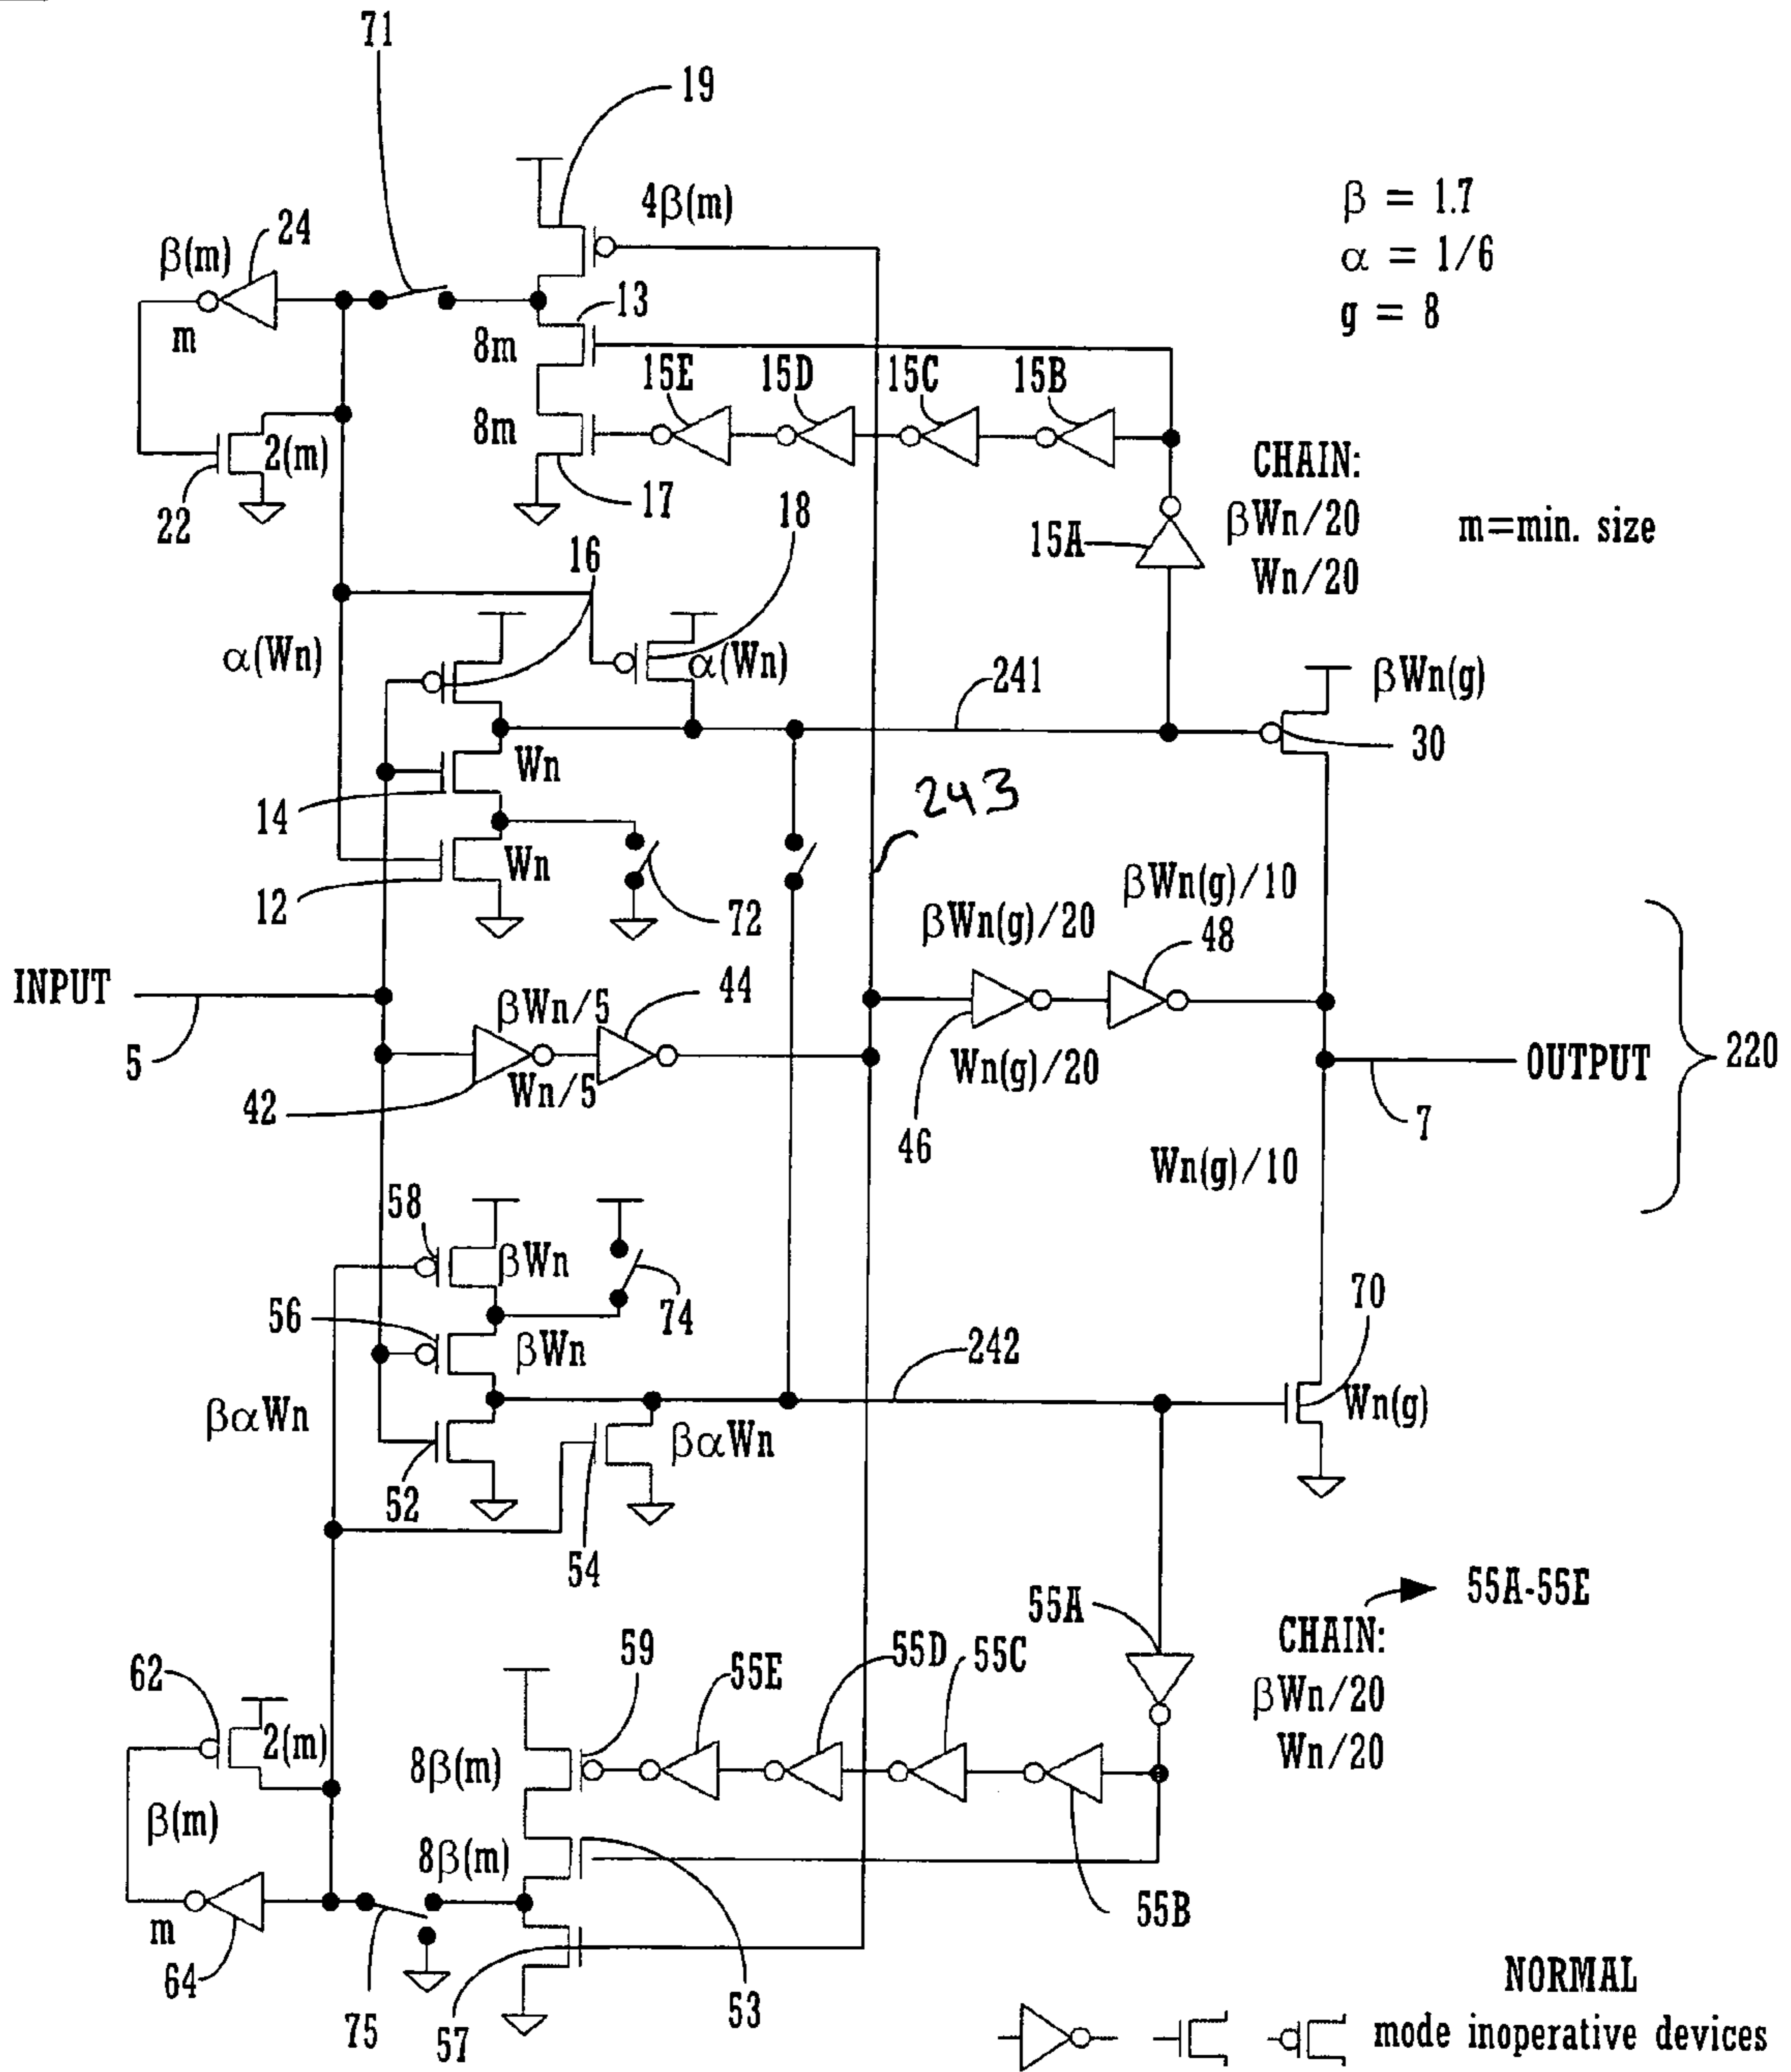 71
19
4β(m)
β = 1.7
α = 1/6
g = 8
β(m)
24
13
m
8m
15E
15D
15C
15B
2(m)
8m
CHAIN:
βWn/20
Wn/20
m=min. size
22
17
18
15A
16
α(Wn)
α(Wn)
241
βWn(g)
30
14
Wn
243
12
Wn
72
βWn(g)/10
βWn(g)/20
48
INPUT
5
βWn/5
44
42
Wn/5
46
Wn(g)/20
OUTPUT
220
7
Wn(g)/10
58
βWn
74
70
56
βWn
242
βαWn
βαWn
Wn(g)
52
54
55A
55A-55E
CHAIN:
βWn/20
Wn/20
62
59
55E
55D
55C
2(m)
8β(m)
β(m)
8β(m)
55B
m
64
75
57
53
NORMAL
mode inoperative devices